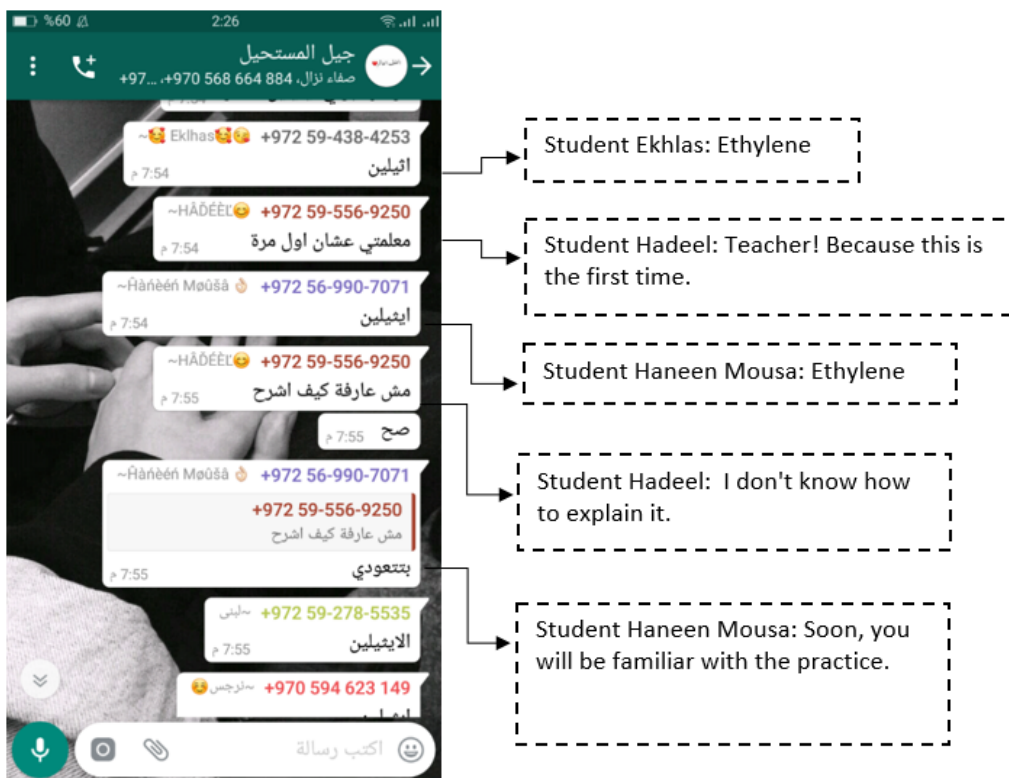 %60
2:26
جيل المستحيل
صفاء نزال، ‎+970 568 664 884، ‎+97...
7:54 م
~🥰 Eklhas🥰😘 +972 59-438-4253
اثيلين
7:54 م
~HÂĎÉÈĽ😊 +972 59-556-9250
معلمتي عشان اول مرة
7:54 م
~Ĥàńèéń Møûšâ 👌🏻 +972 56-990-7071
ايثيلين
7:54 م
~HÂĎÉÈĽ😊 +972 59-556-9250
مش عارفة كيف اشرح
7:55 م
صح
7:55 م
~Ĥàńèéń Møûšâ 👌🏻 +972 56-990-7071
+972 59-556-9250
مش عارفة كيف اشرح
بتتعودي
7:55 م
~لبنى +972 59-278-5535
الايثيلين
7:55 م
~نرجس☺️ +970 594 623 149
اكتب رسالة
Student Ekhlas: Ethylene
Student Hadeel: Teacher! Because this is
the first time.
Student Haneen Mousa: Ethylene
Student Hadeel: I don't know how
to explain it.
Student Haneen Mousa: Soon, you
will be familiar with the practice.